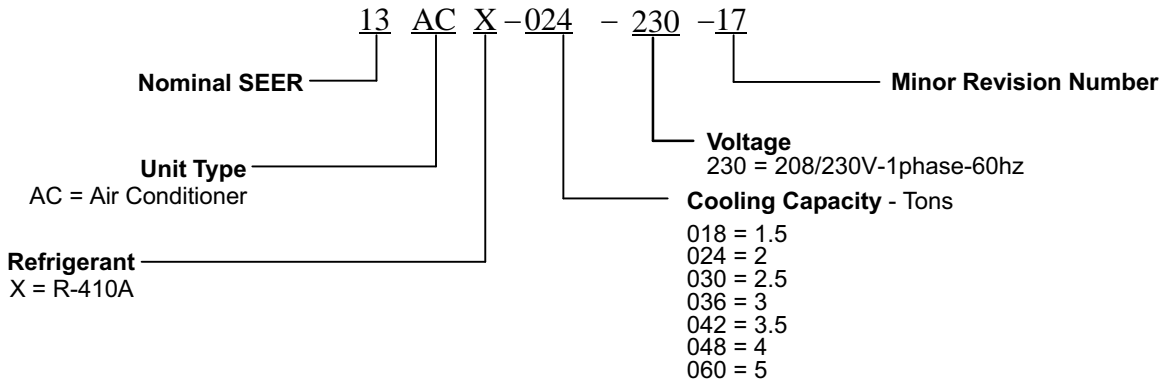 13 AC X –024 – 230 –17
Nominal SEER
Minor Revision Number
Unit Type
AC = Air Conditioner
Voltage
230 = 208/230V-1phase-60hz
Refrigerant
X = R-410A
Cooling Capacity - Tons
018 = 1.5
024 = 2
030 = 2.5
036 = 3
042 = 3.5
048 = 4
060 = 5